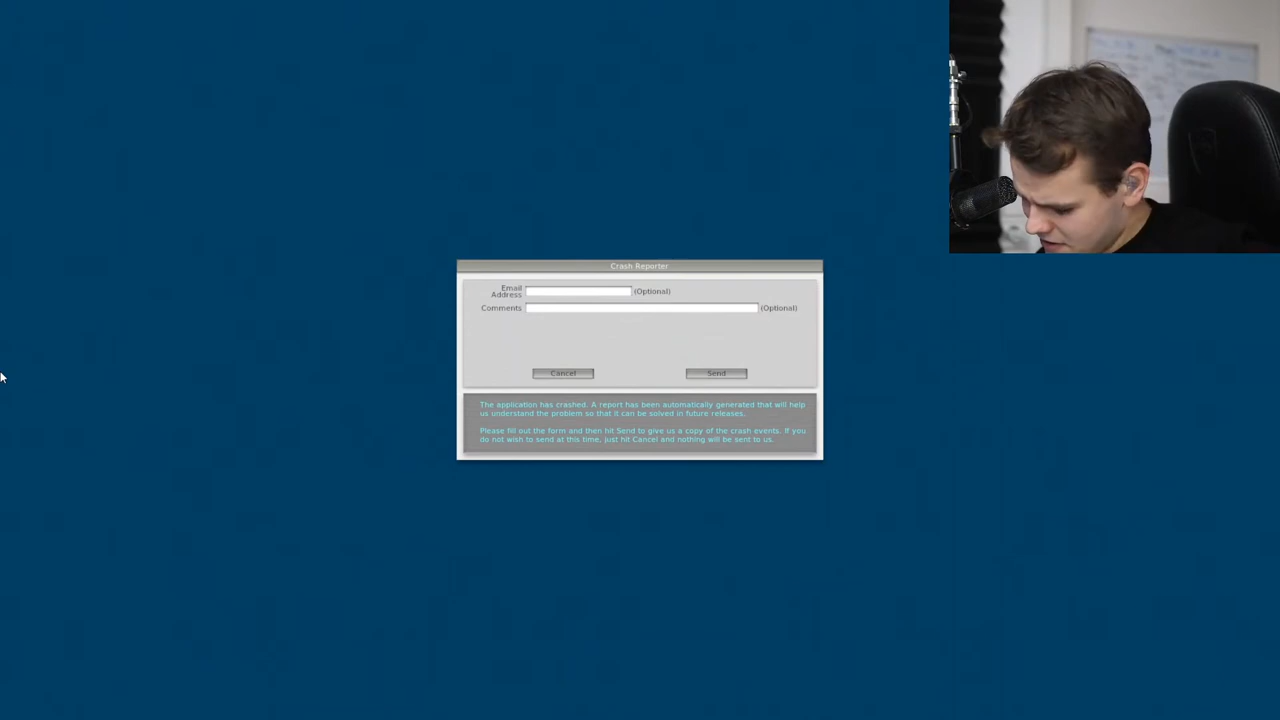 Crash Reporter
Email
Address
(Optional)
Comments
(Optional)
Cancel
Send
The application has crashed. A report has been automatically generated that will help
us understand the problem so that it can be solved in future releases.
Please fill out the form and then hit Send to give us a copy of the crash events. If you
do not wish to send at this time, just hit Cancel and nothing will be sent to us.